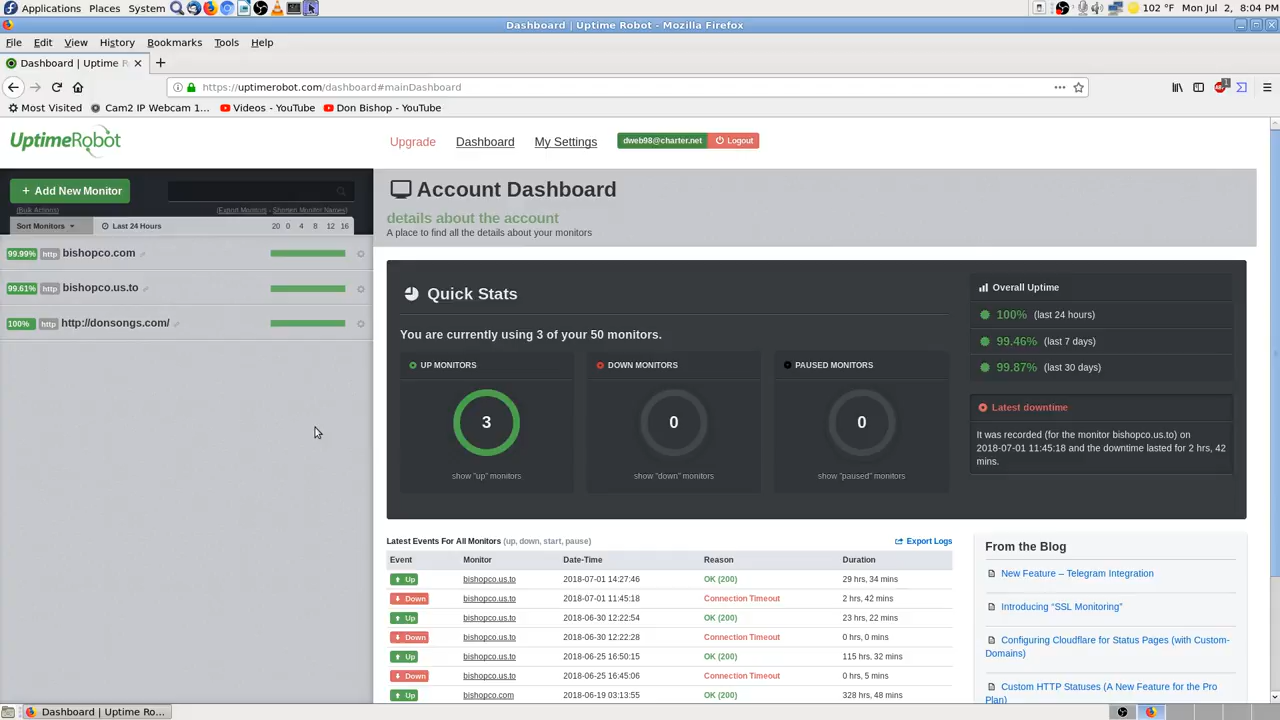 Applications Places System 102 °F Mon Jul 2, 8:04 PM
Dashboard | Uptime Robot - Mozilla Firefox
File Edit View History Bookmarks Tools Help
Dashboard | Uptime R
https://uptimerobot.com/dashboard#mainDashboard
Most Visited Cam2 IP Webcam 1... Videos - YouTube Don Bishop - YouTube
UptimeRobot
Upgrade Dashboard My Settings dweb98@charter.net Logout
+ Add New Monitor
(Bulk Actions) (Export Monitors - Shorten Monitor Names)
Sort Monitors Last 24 Hours 20 0 4 8 12 16
99.99% http bishopco.com
99.61% http bishopco.us.to
100% http http://donsongs.com/
Account Dashboard
details about the account
A place to find all the details about your monitors
Quick Stats
You are currently using 3 of your 50 monitors.
UP MONITORS DOWN MONITORS PAUSED MONITORS
3 0 0
show "up" monitors show "down" monitors show "paused" monitors
Overall Uptime
100% (last 24 hours)
99.46% (last 7 days)
99.87% (last 30 days)
Latest downtime
It was recorded (for the monitor bishopco.us.to) on
2018-07-01 11:45:18 and the downtime lasted for 2 hrs, 42
mins.
Latest Events For All Monitors (up, down, start, pause) Export Logs
Event Monitor Date-Time Reason Duration
Up bishopco.us.to 2018-07-01 14:27:46 OK (200) 29 hrs, 34 mins
Down bishopco.us.to 2018-07-01 11:45:18 Connection Timeout 2 hrs, 42 mins
Up bishopco.us.to 2018-06-30 12:22:54 OK (200) 23 hrs, 22 mins
Down bishopco.us.to 2018-06-30 12:22:28 Connection Timeout 0 hrs, 0 mins
Up bishopco.us.to 2018-06-25 16:50:15 OK (200) 115 hrs, 32 mins
Down bishopco.us.to 2018-06-25 16:45:06 Connection Timeout 0 hrs, 5 mins
Up bishopco.com 2018-06-19 03:13:55 OK (200) 328 hrs, 48 mins
From the Blog
New Feature – Telegram Integration
Introducing “SSL Monitoring”
Configuring Cloudflare for Status Pages (with Custom-
Domains)
Custom HTTP Statuses (A New Feature for the Pro
Plan)
Dashboard | Uptime Ro...